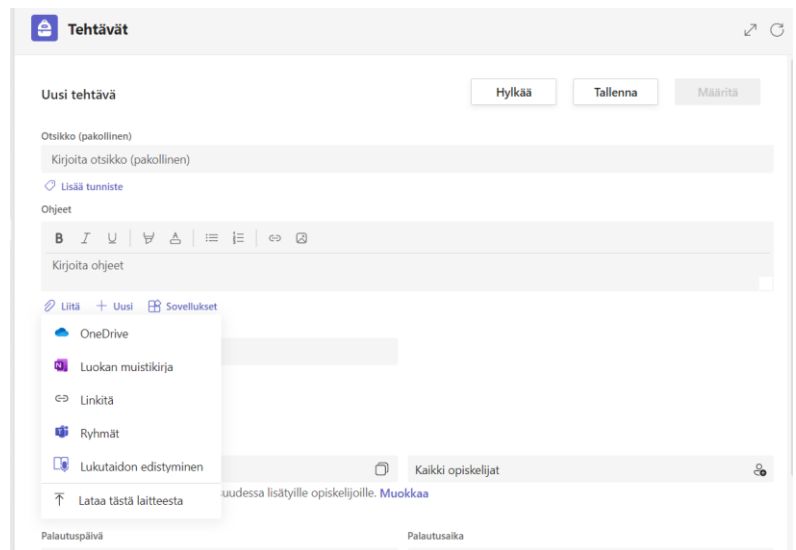 Tehtävät
Uusi tehtävä
Hylkää
Tallenna
Määritä
Otsikko (pakollinen)
Kirjoita otsikko (pakollinen)
Lisää tunniste
Ohjeet
B I U A
Kirjoita ohjeet
Liitä
Uusi
Sovellukset
OneDrive
Luokan muistikirja
Linkitä
Ryhmät
Lukutaidon edistyminen
Kaikki opiskelijat
Lataa tästä laitteesta
suudessa lisätyille opiskelijoille. Muokkaa
Palautuspäivä
Palautusaika